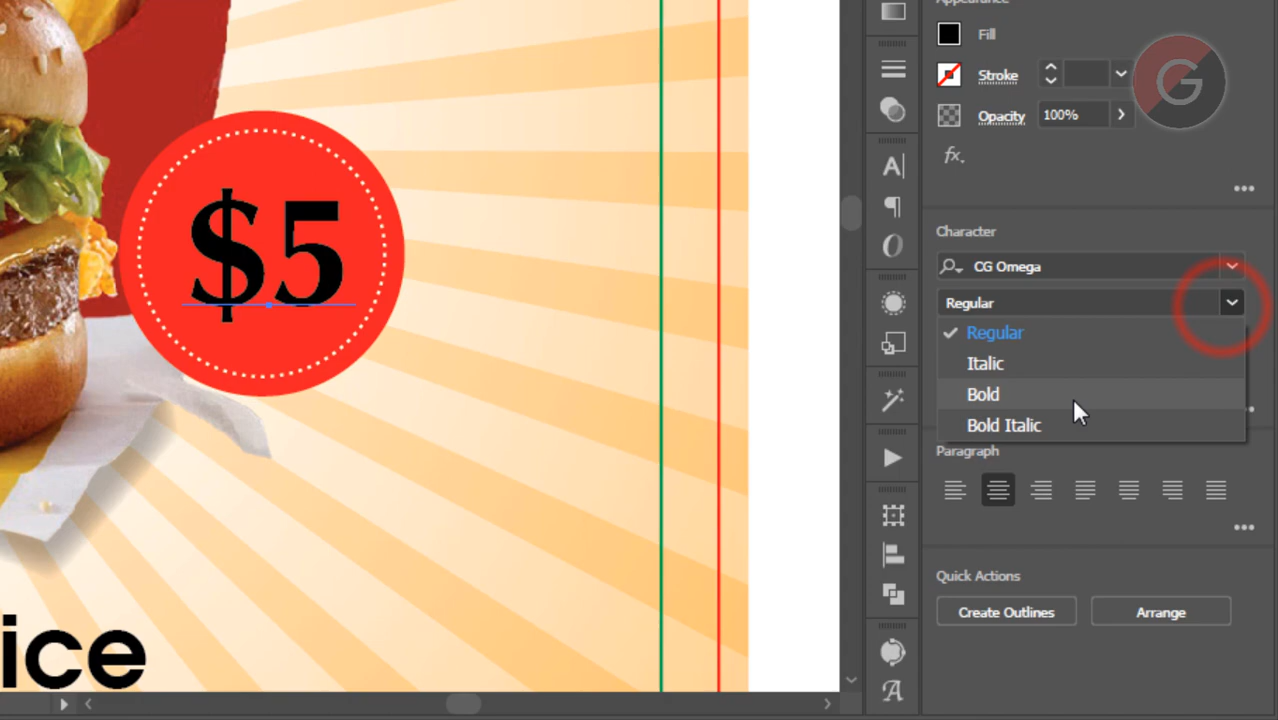 $5
ice
Appearance
Fill
Stroke
Opacity 100%
fx.
Character
CG Omega
Regular
Regular
Italic
Bold
Bold Italic
Paragraph
Quick Actions
Create Outlines Arrange
G